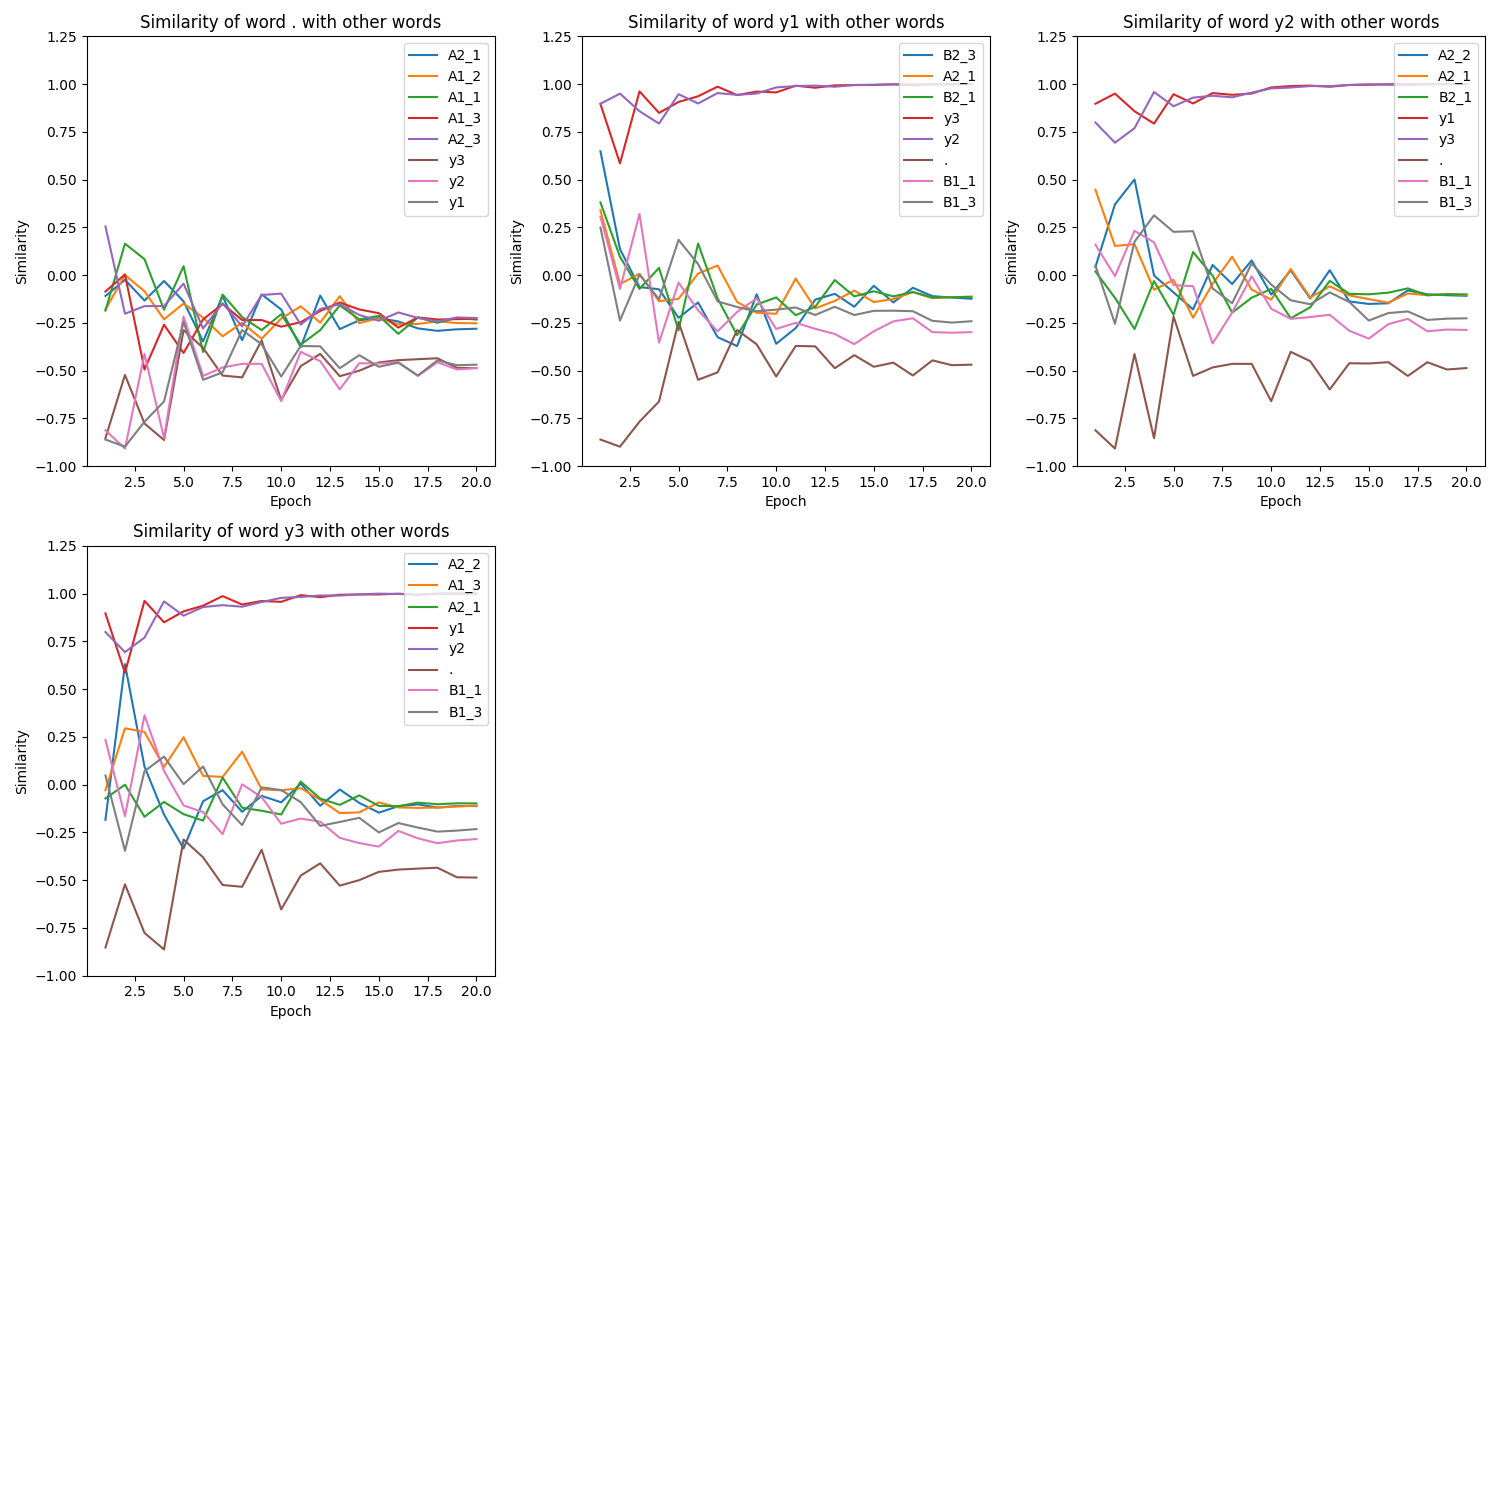 Similarity of word . with other words
1.25
1.00
0.75
0.50
0.25
0.00
−0.25
−0.50
−0.75
−1.00
Similarity
2.5 5.0 7.5 10.0 12.5 15.0 17.5 20.0
Epoch
A2_1
A1_2
A1_1
A1_3
A2_3
y3
y2
y1
Similarity of word y1 with other words
1.25
1.00
0.75
0.50
0.25
0.00
−0.25
−0.50
−0.75
−1.00
Similarity
2.5 5.0 7.5 10.0 12.5 15.0 17.5 20.0
Epoch
B2_3
A2_1
B2_1
y3
y2
.
B1_1
B1_3
Similarity of word y2 with other words
1.25
1.00
0.75
0.50
0.25
0.00
−0.25
−0.50
−0.75
−1.00
Similarity
2.5 5.0 7.5 10.0 12.5 15.0 17.5 20.0
Epoch
A2_2
A2_1
B2_1
y1
y3
.
B1_1
B1_3
Similarity of word y3 with other words
1.25
1.00
0.75
0.50
0.25
0.00
−0.25
−0.50
−0.75
−1.00
Similarity
2.5 5.0 7.5 10.0 12.5 15.0 17.5 20.0
Epoch
A2_2
A1_3
A2_1
y1
y2
.
B1_1
B1_3